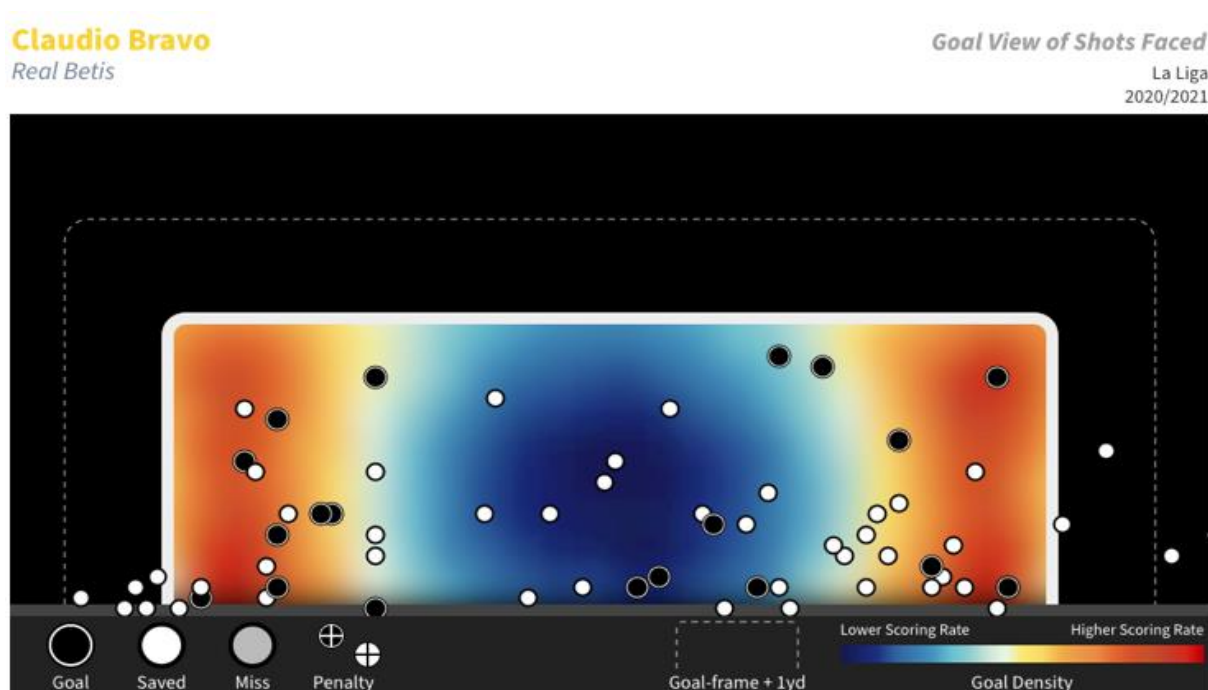 Claudio Bravo
Real Betis
Goal View of Shots Faced
La Liga
2020/2021
Goal
Saved
Miss
Penalty
Goal-frame + 1yd
Lower Scoring Rate
Higher Scoring Rate
Goal Density